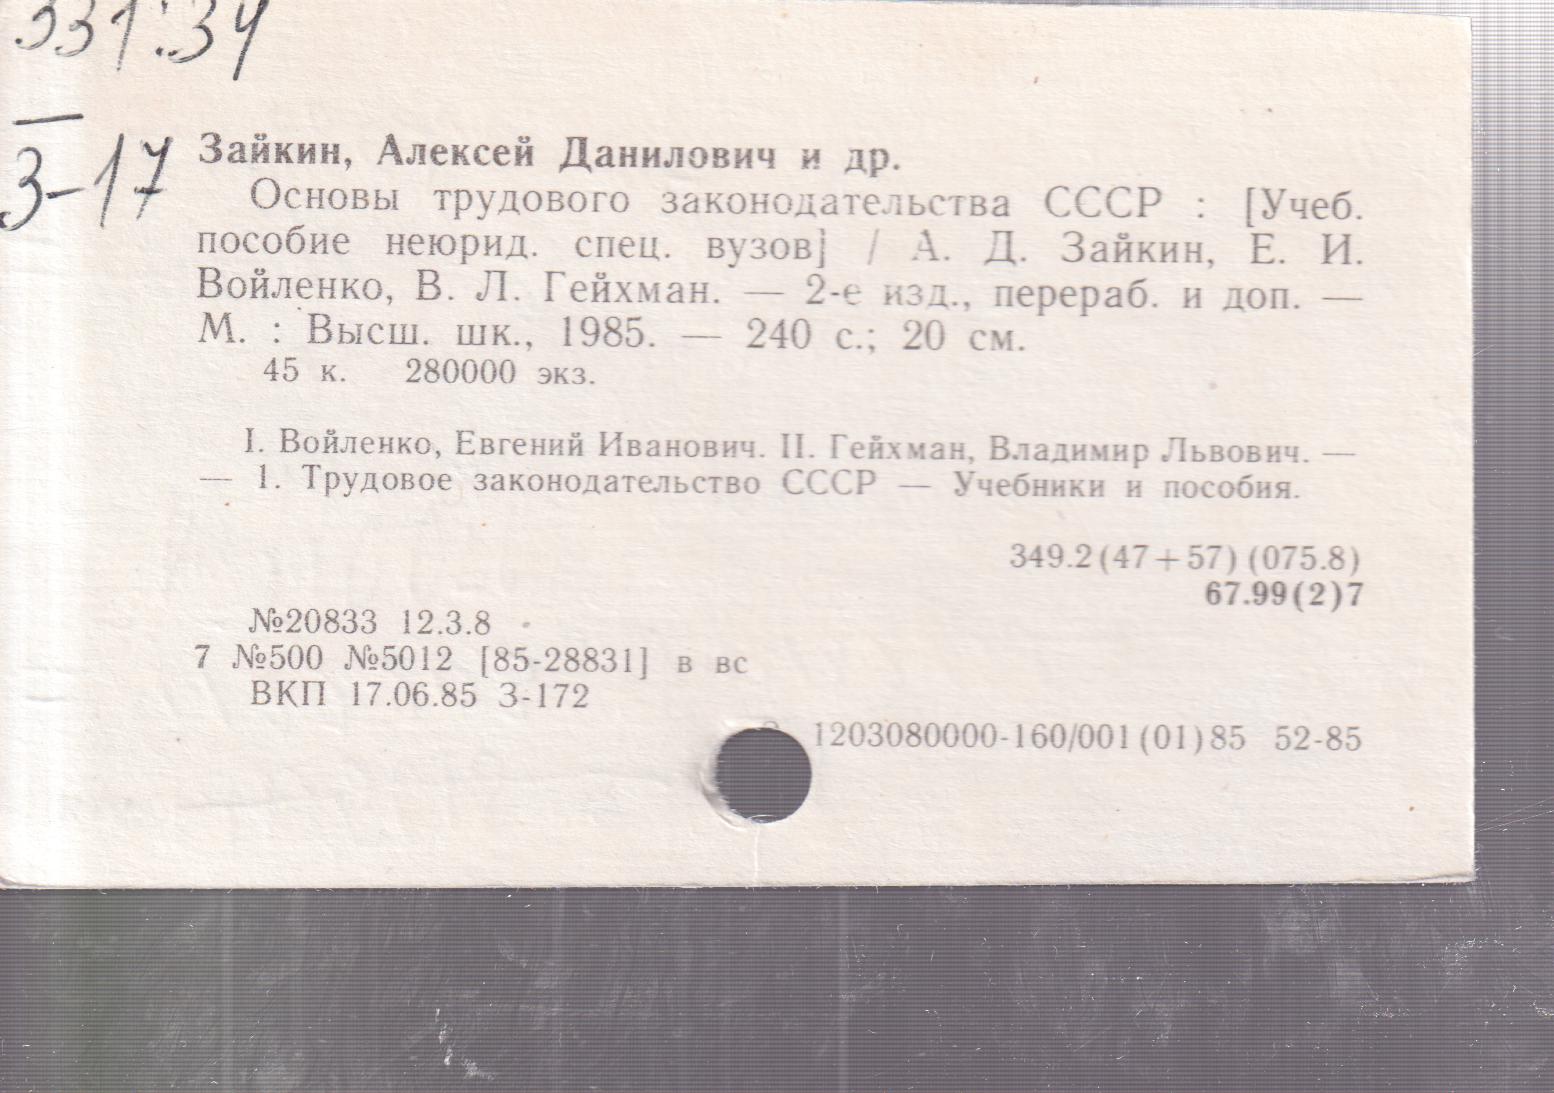 331:34
З-17
Зайкин, Алексей Данилович и др.
Основы трудового законодательства СССР : [Учеб.
пособие неюрид. спец. вузов] / А. Д. Зайкин, Е. И.
Войленко, В. Л. Гейхман. — 2-е изд., перераб. и доп. —
М. : Высш. шк., 1985. — 240 с.; 20 см.
45 к. 280000 экз.
I. Войленко, Евгений Иванович. II. Гейхман, Владимир Львович. —
— 1. Трудовое законодательство СССР — Учебники и пособия.
349.2(47+57)(075.8)
67.99(2)7
№20833 12.3.8
7 №500 №5012 [85-28831] в вс
ВКП 17.06.85 З-172
1203080000-160/001(01)85 52-85